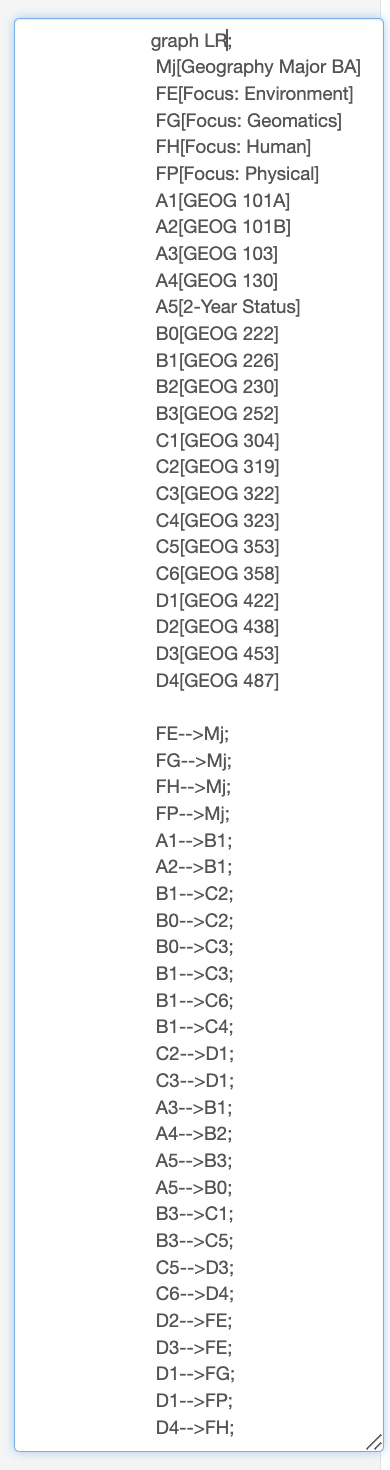 graph LR;
Mj[Geography Major BA]
FE[Focus: Environment]
FG[Focus: Geomatics]
FH[Focus: Human]
FP[Focus: Physical]
A1[GEOG 101A]
A2[GEOG 101B]
A3[GEOG 103]
A4[GEOG 130]
A5[2-Year Status]
B0[GEOG 222]
B1[GEOG 226]
B2[GEOG 230]
B3[GEOG 252]
C1[GEOG 304]
C2[GEOG 319]
C3[GEOG 322]
C4[GEOG 323]
C5[GEOG 353]
C6[GEOG 358]
D1[GEOG 422]
D2[GEOG 438]
D3[GEOG 453]
D4[GEOG 487]
FE-->Mj;
FG-->Mj;
FH-->Mj;
FP-->Mj;
A1-->B1;
A2-->B1;
B1-->C2;
B0-->C2;
B0-->C3;
B1-->C3;
B1-->C6;
B1-->C4;
C2-->D1;
C3-->D1;
A3-->B1;
A4-->B2;
A5-->B3;
A5-->B0;
B3-->C1;
B3-->C5;
C5-->D3;
C6-->D4;
D2-->FE;
D3-->FE;
D1-->FG;
D1-->FP;
D4-->FH;